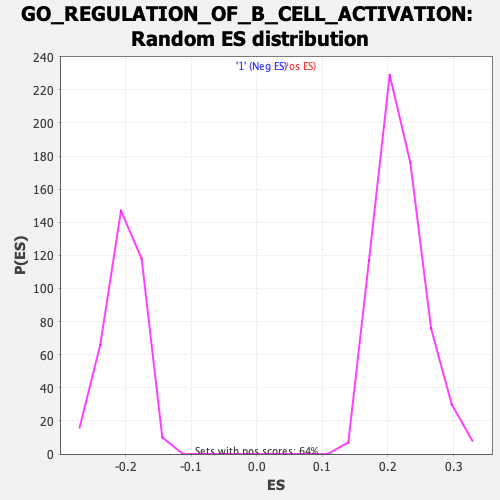 GO_REGULATION_OF_B_CELL_ACTIVATION:
Random ES distribution
'1' (Neg ES)
Pos ES)
240
220
200
180
160
140
120
100
80
60
40
20
0
P(ES)
Sets with pos scores: 64%
-0.2
-0.1
0.0
0.1
0.2
0.3
ES